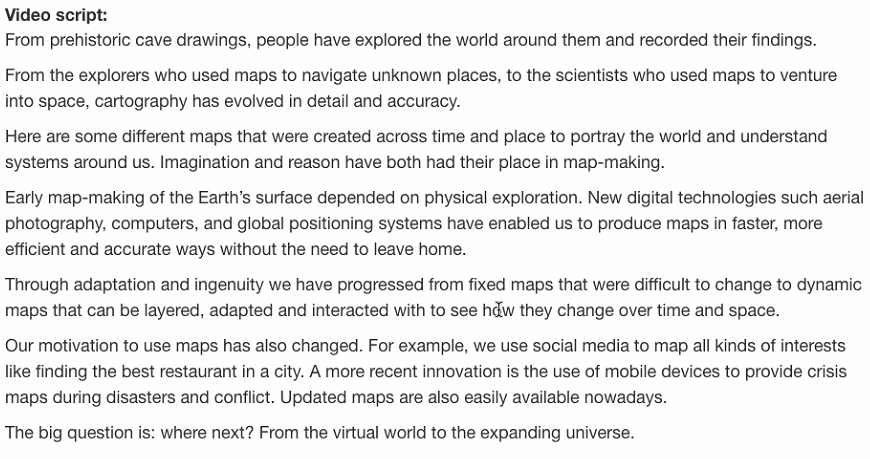 Video script:
From prehistoric cave drawings, people have explored the world around them and recorded their findings.
From the explorers who used maps to navigate unknown places, to the scientists who used maps to venture
into space, cartography has evolved in detail and accuracy.
Here are some different maps that were created across time and place to portray the world and understand
systems around us. Imagination and reason have both had their place in map-making.
Early map-making of the Earth’s surface depended on physical exploration. New digital technologies such aerial
photography, computers, and global positioning systems have enabled us to produce maps in faster, more
efficient and accurate ways without the need to leave home.
Through adaptation and ingenuity we have progressed from fixed maps that were difficult to change to dynamic
maps that can be layered, adapted and interacted with to see how they change over time and space.
Our motivation to use maps has also changed. For example, we use social media to map all kinds of interests
like finding the best restaurant in a city. A more recent innovation is the use of mobile devices to provide crisis
maps during disasters and conflict. Updated maps are also easily available nowadays.
The big question is: where next? From the virtual world to the expanding universe.